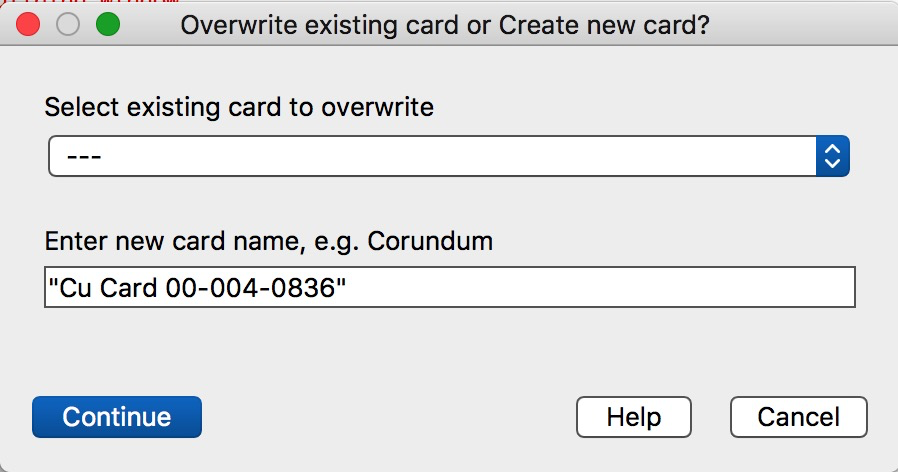 Overwrite existing card or Create new card?
Select existing card to overwrite
---
Enter new card name, e.g. Corundum
"Cu Card 00-004-0836"
Continue
Help
Cancel